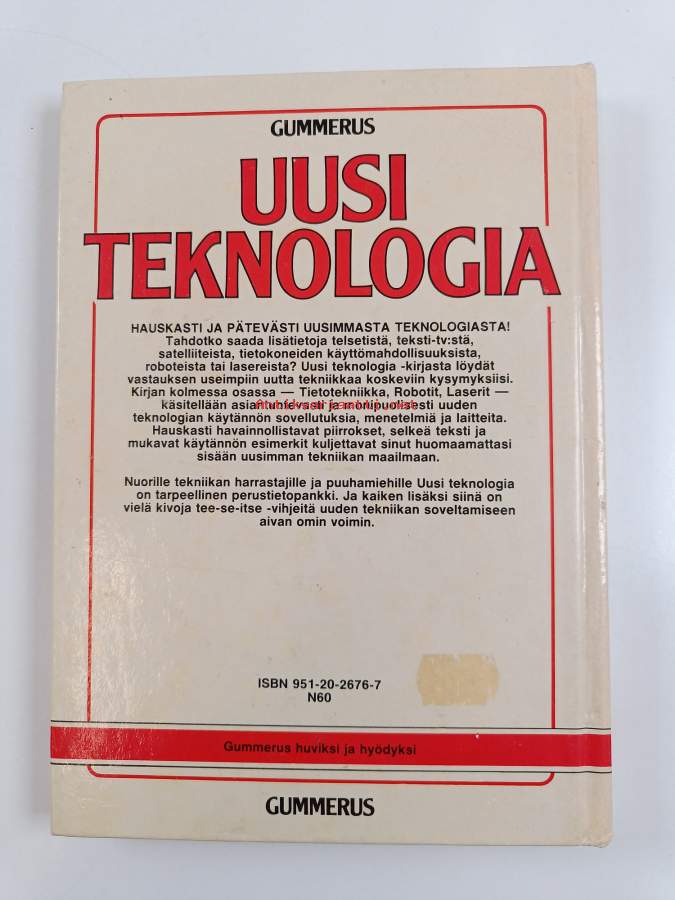 GUMMERUS
UUSI
TEKNOLOGIA
HAUSKASTI JA PÄTEVÄSTI UUSIMMASTA TEKNOLOGIASTA!
Tahdotko saada lisätietoja telsetistä, teksti-tv:stä,
satelliiteista, tietokoneiden käyttömahdollisuuksista,
roboteista tai lasereista? Uusi teknologia -kirjasta löydät
vastauksen useimpiin uutta tekniikkaa koskeviin kysymyksiisi.
Kirjan kolmessa osassa — Tietotekniikka, Robotit, Laserit —
käsitellään asiantuntevasti ja monipuolisesti uuden
teknologian käytännön sovellutuksia, menetelmiä ja laitteita.
Hauskasti havainnollistavat piirrokset, selkeä teksti ja
mukavat käytännön esimerkit kuljettavat sinut huomaamattasi
sisään uusimman tekniikan maailmaan.
Nuorille tekniikan harrastajille ja puuhamiehille Uusi teknologia
on tarpeellinen perustietopankki. Ja kaiken lisäksi siinä on
vielä kivoja tee-se-itse -vihjeitä uuden tekniikan soveltamiseen
aivan omin voimin.
ISBN 951-20-2676-7
N60
Gummerus huviksi ja hyödyksi
GUMMERUS